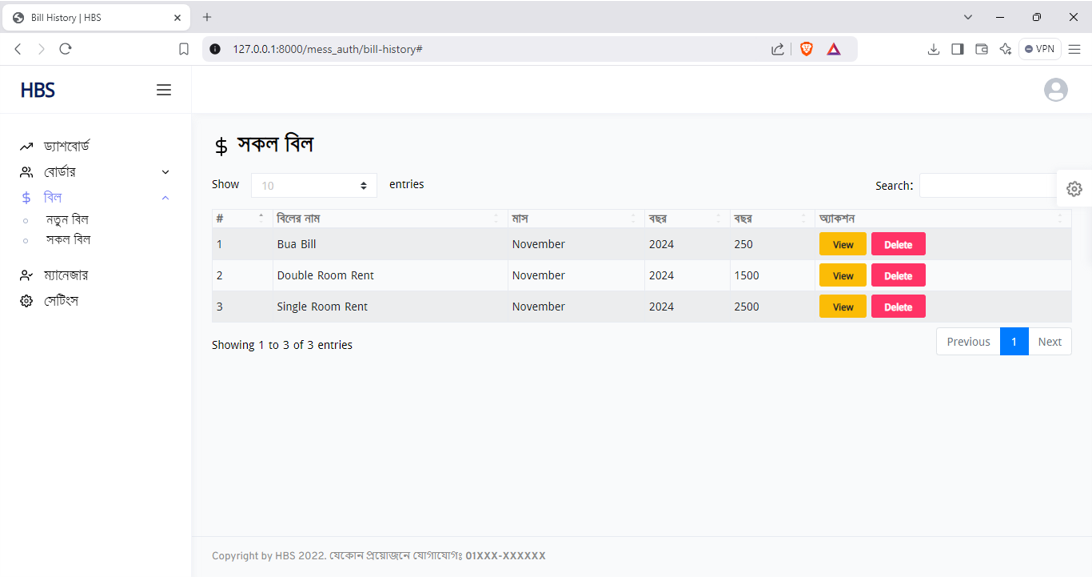 Bill History | HBS
127.0.0.1:8000/mess_auth/bill-history#
VPN
HBS
ড্যাশবোর্ড
বোর্ডার
বিল
নতুন বিল
সকল বিল
ম্যানেজার
সেটিংস
$ সকল বিল
Show 10 entries Search:
# বিলের নাম মাস বছর বছর অ্যাকশন
1 Bua Bill November 2024 250 View Delete
2 Double Room Rent November 2024 1500 View Delete
3 Single Room Rent November 2024 2500 View Delete
Showing 1 to 3 of 3 entries Previous 1 Next
Copyright by HBS 2022. যেকোন প্রয়োজনে যোগাযোগঃ 01XXX-XXXXXX